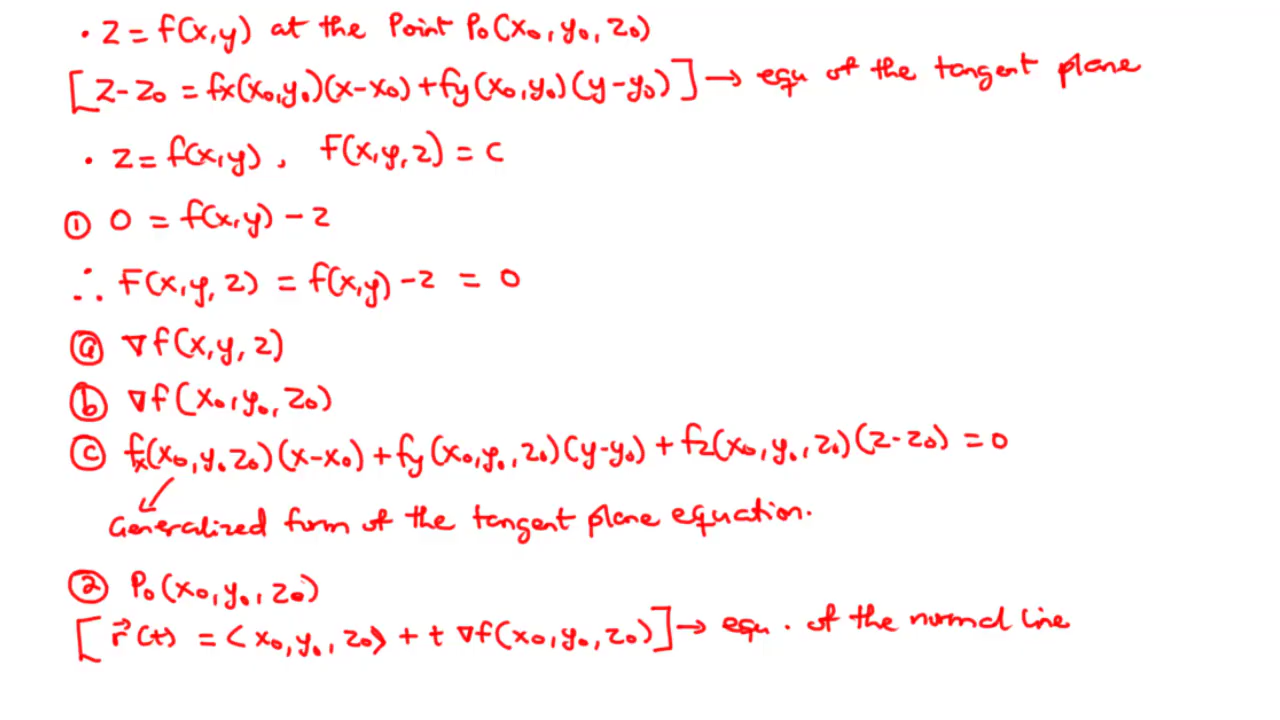 · z = f(x,y) at the Point P₀(x₀, y₀, z₀)
[z - z₀ = fx(x₀,y₀)(x-x₀) + fy(x₀,y₀)(y-y₀)] → equ of the tangent plane
· z = f(x,y), F(x,y,z) = c
① 0 = f(x,y) - z
∴ F(x,y,z) = f(x,y) - z = 0
ⓐ ∇f(x,y,z)
ⓑ ∇f(x₀,y₀,z₀)
ⓒ fx(x₀,y₀z₀)(x-x₀) + fy(x₀,y₀,z₀)(y-y₀) + fz(x₀,y₀,z₀)(z-z₀) = 0
↙
Generalized form of the tangent plane equation.
② P₀(x₀,y₀,z₀)
[r⃗(t) = <x₀,y₀,z₀> + t ∇f(x₀,y₀,z₀)] → equ. of the normal line